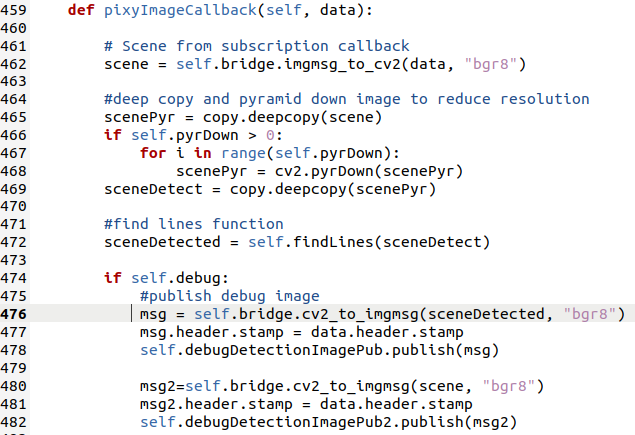 459 def pixyImageCallback(self, data):
460
461 # Scene from subscription callback
462 scene = self.bridge.imgmsg_to_cv2(data, "bgr8")
463
464 #deep copy and pyramid down image to reduce resolution
465 scenePyr = copy.deepcopy(scene)
466 if self.pyrDown > 0:
467 for i in range(self.pyrDown):
468 scenePyr = cv2.pyrDown(scenePyr)
469 sceneDetect = copy.deepcopy(scenePyr)
470
471 #find lines function
472 sceneDetected = self.findLines(sceneDetect)
473
474 if self.debug:
475 #publish debug image
476 msg = self.bridge.cv2_to_imgmsg(sceneDetected, "bgr8")
477 msg.header.stamp = data.header.stamp
478 self.debugDetectionImagePub.publish(msg)
479
480 msg2=self.bridge.cv2_to_imgmsg(scene, "bgr8")
481 msg2.header.stamp = data.header.stamp
482 self.debugDetectionImagePub2.publish(msg2)